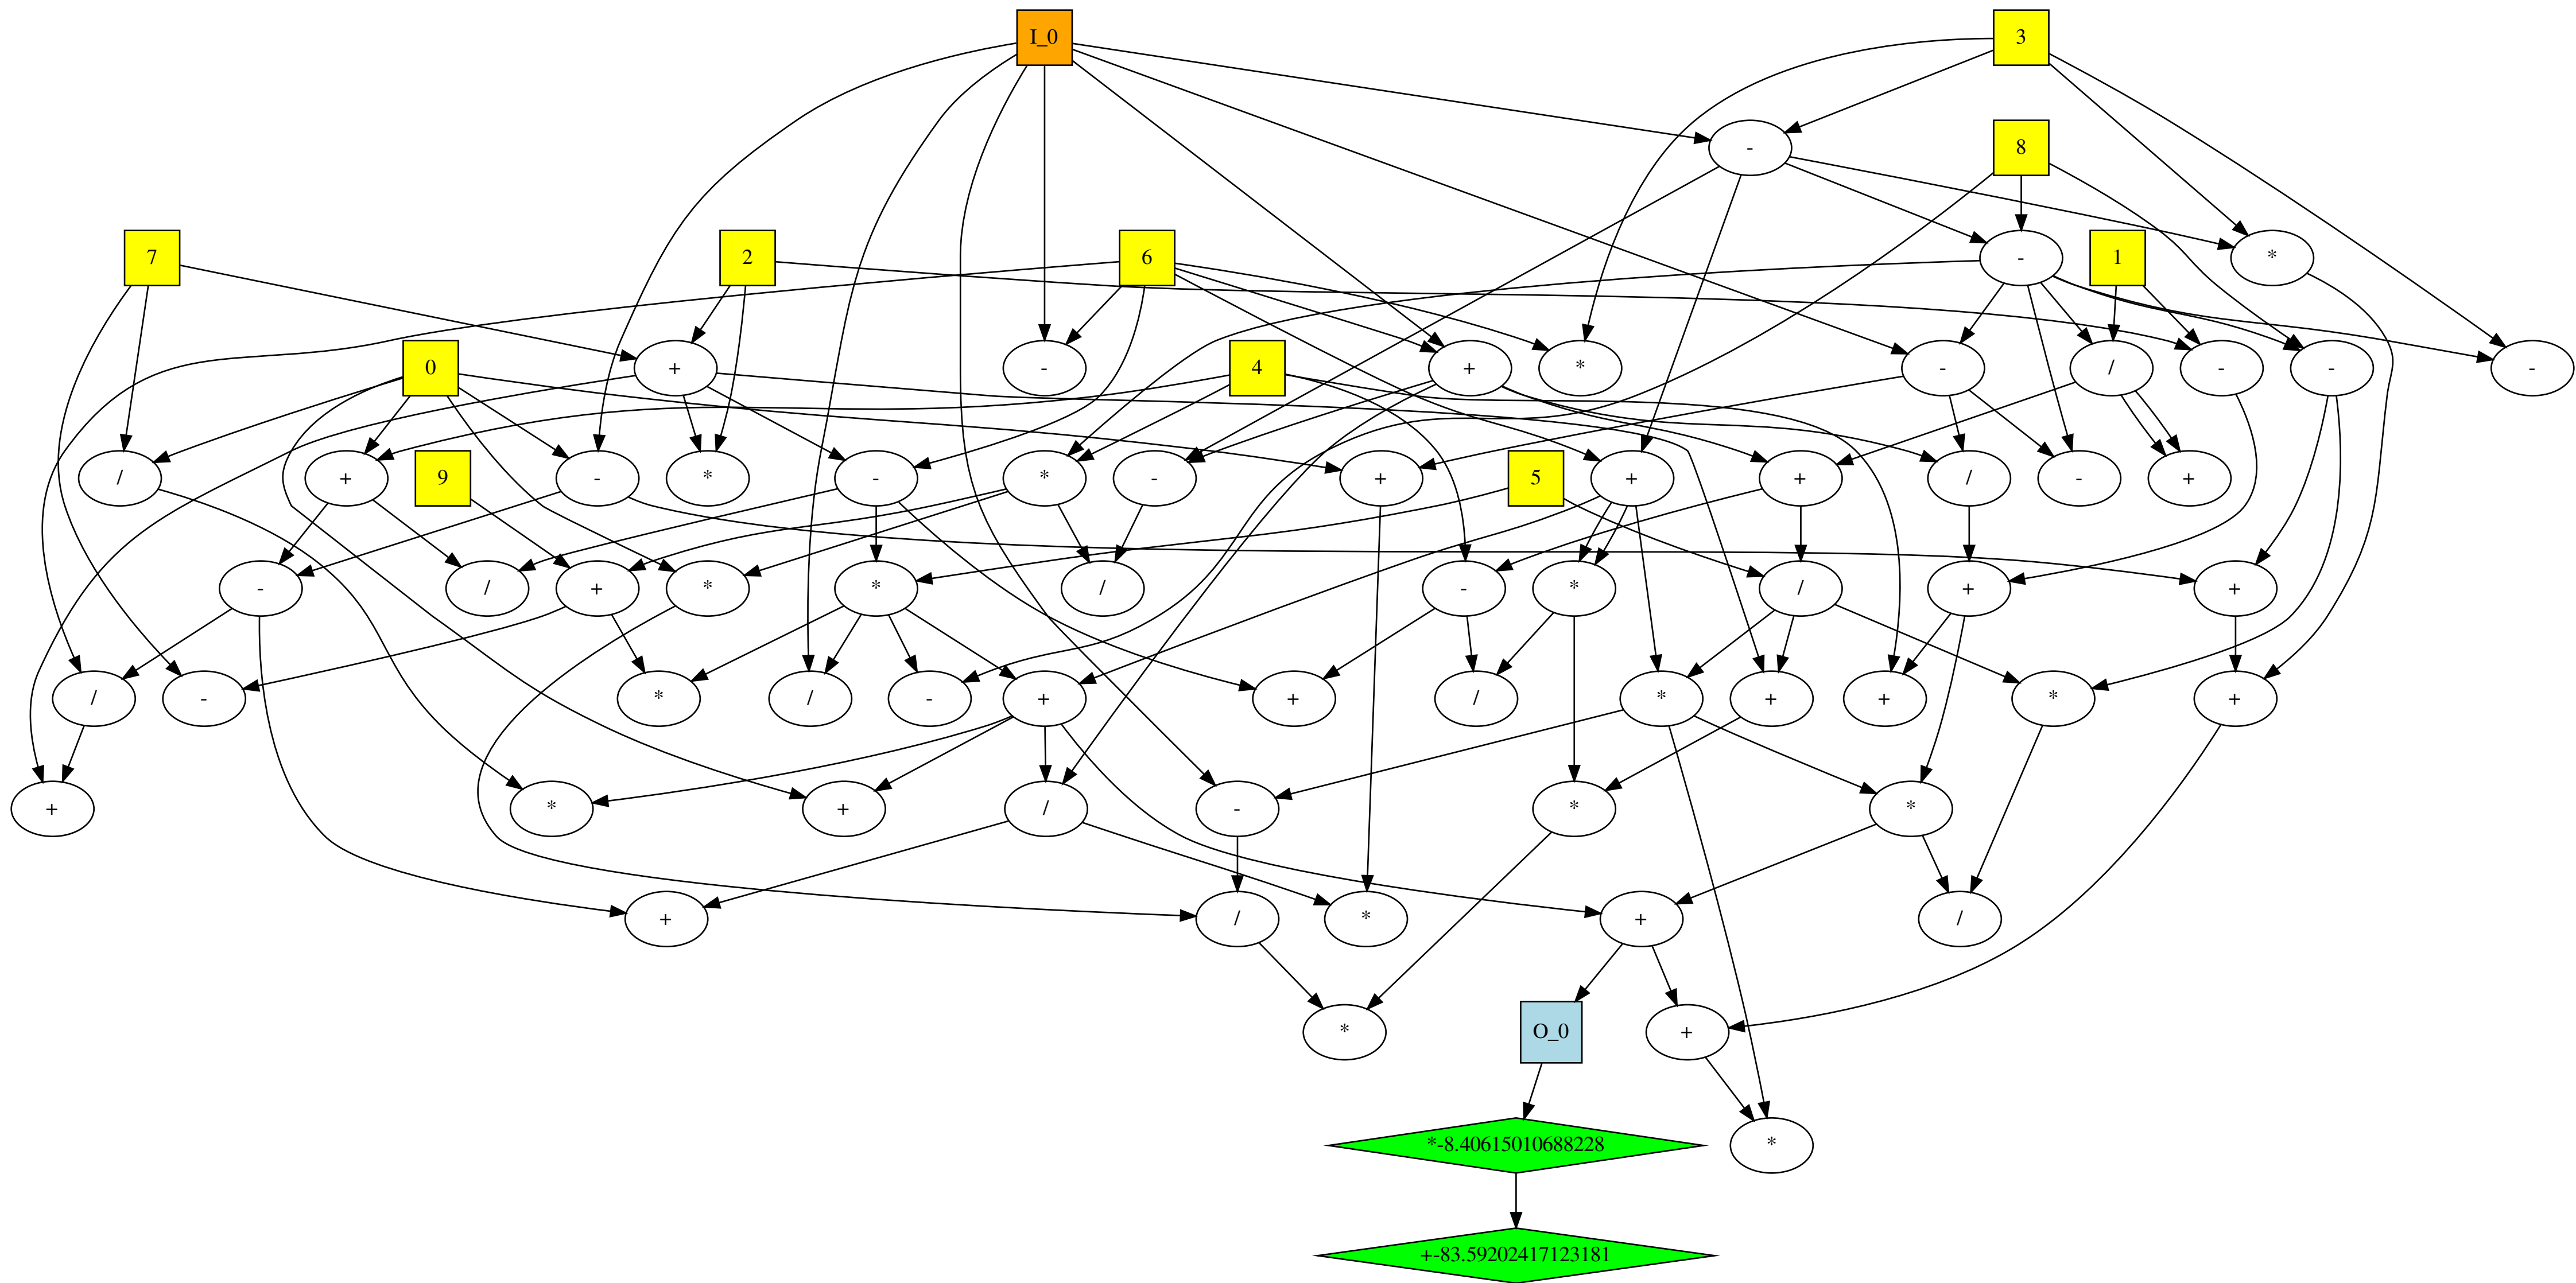 I_0 3
-
8
7 2 6 - 1 *
0 + - 4 + * - / - - -
/ + 9 - * - * - + 5 + + / - +
- / + * * / - * / + +
/ - * / - + + / * + + * +
+ * + / - * *
+ / * + /
* O_0 +
*-8.40615010688228 *
+-83.59202417123181